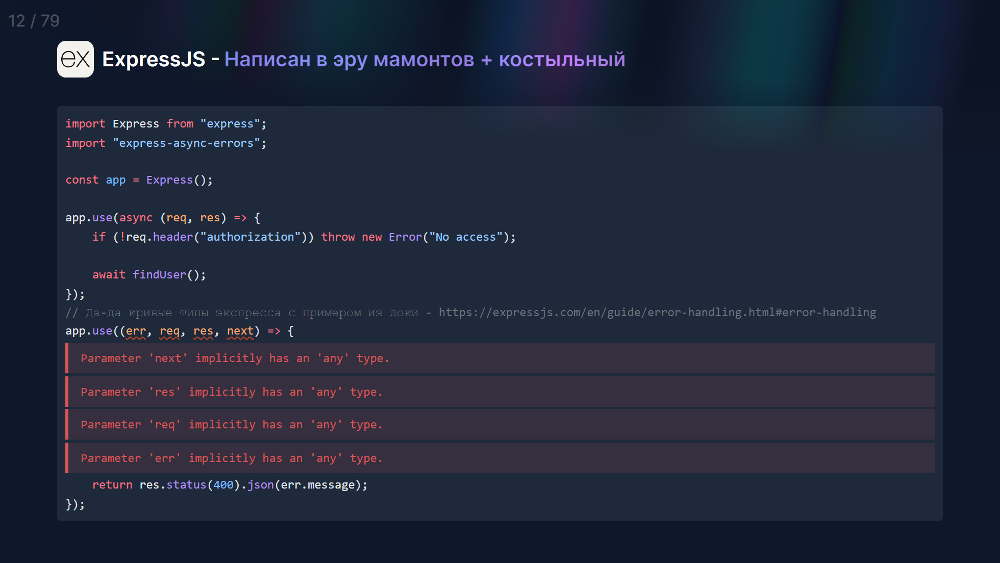 12 / 79
ex ExpressJS - Написан в эру мамонтов + костыльный
import Express from "express";
import "express-async-errors";
const app = Express();
app.use(async (req, res) => {
    if (!req.header("authorization")) throw new Error("No access");
    await findUser();
});
// Да-да кривые типы экспресса с примером из доки - https://expressjs.com/en/guide/error-handling.html#error-handling
app.use((err, req, res, next) => {
Parameter 'next' implicitly has an 'any' type.
Parameter 'res' implicitly has an 'any' type.
Parameter 'req' implicitly has an 'any' type.
Parameter 'err' implicitly has an 'any' type.
    return res.status(400).json(err.message);
});